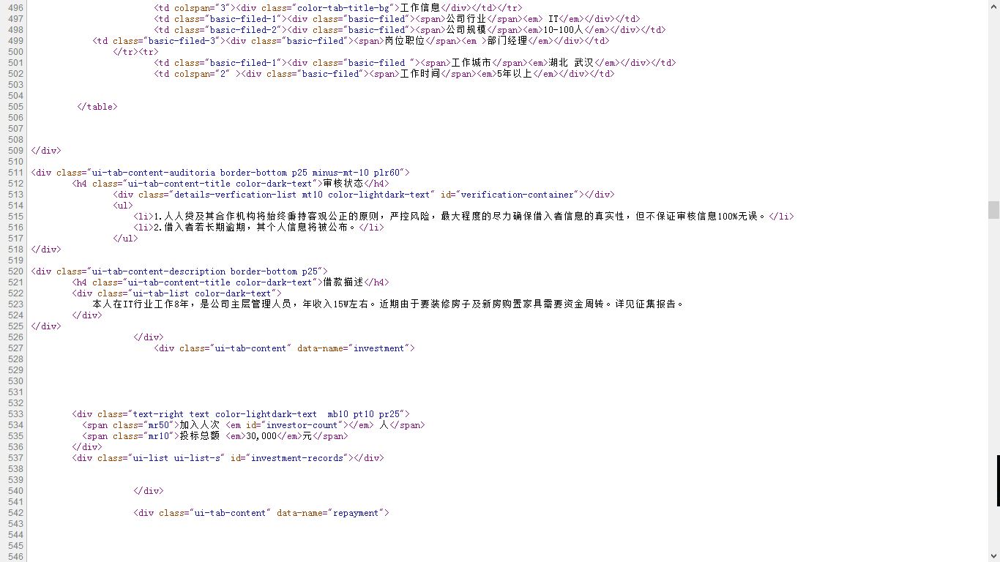 496 <td colspan="3"><div class="color-tab-title-bg">工作信息</div></td></tr>
497 <td class="basic-filed-1"><div class="basic-filed"><span>公司行业</span><em> IT</em></div></td>
498 <td class="basic-filed-2"><div class="basic-filed"><span>公司规模</span><em>10-100人</em></div></td>
499 <td class="basic-filed-3"><div class="basic-filed"><span>岗位职位</span><em >部门经理</em></div></td>
500 </tr><tr>
501 <td class="basic-filed-1"><div class="basic-filed "><span>工作城市</span><em>湖北 武汉</em></div></td>
502 <td colspan="2" ><div class="basic-filed"><span>工作时间</span><em>5年以上</em></div></td>
503
504
505 </table>
506
507
508
509 </div>
510
511 <div class="ui-tab-content-auditoria border-bottom p25 minus-mt-10 plr60">
512 <h4 class="ui-tab-content-title color-dark-text">审核状态</h4>
513 <div class="details-verfication-list mt10 color-lightdark-text" id="verification-container"></div>
514 <ul>
515 <li>1.人人贷及其合作机构将始终秉持客观公正的原则，严控风险，最大程度的尽力确保借入者信息的真实性，但不保证审核信息100%无误。</li>
516 <li>2.借入者若长期逾期，其个人信息将被公布。</li>
517 </ul>
518 </div>
519
520 <div class="ui-tab-content-description border-bottom p25">
521 <h4 class="ui-tab-content-title color-dark-text">借款描述</h4>
522 <div class="ui-tab-list color-dark-text">
523 本人在IT行业工作8年，是公司主层管理人员，年收入15W左右。近期由于要装修房子及新房购置家具需要资金周转。详见征集报告。
524 </div>
525 </div>
526 </div>
527 <div class="ui-tab-content" data-name="investment">
528
529
530
531
532
533 <div class="text-right text color-lightdark-text  mb10 pt10 pr25">
534 <span class="mr50">加入人次 <em id="investor-count"></em> 人</span>
535 <span class="mr10">投标总额 <em>30,000</em>元</span>
536 </div>
537 <div class="ui-list ui-list-s" id="investment-records"></div>
538
539
540 </div>
541
542 <div class="ui-tab-content" data-name="repayment">
543
544
545
546